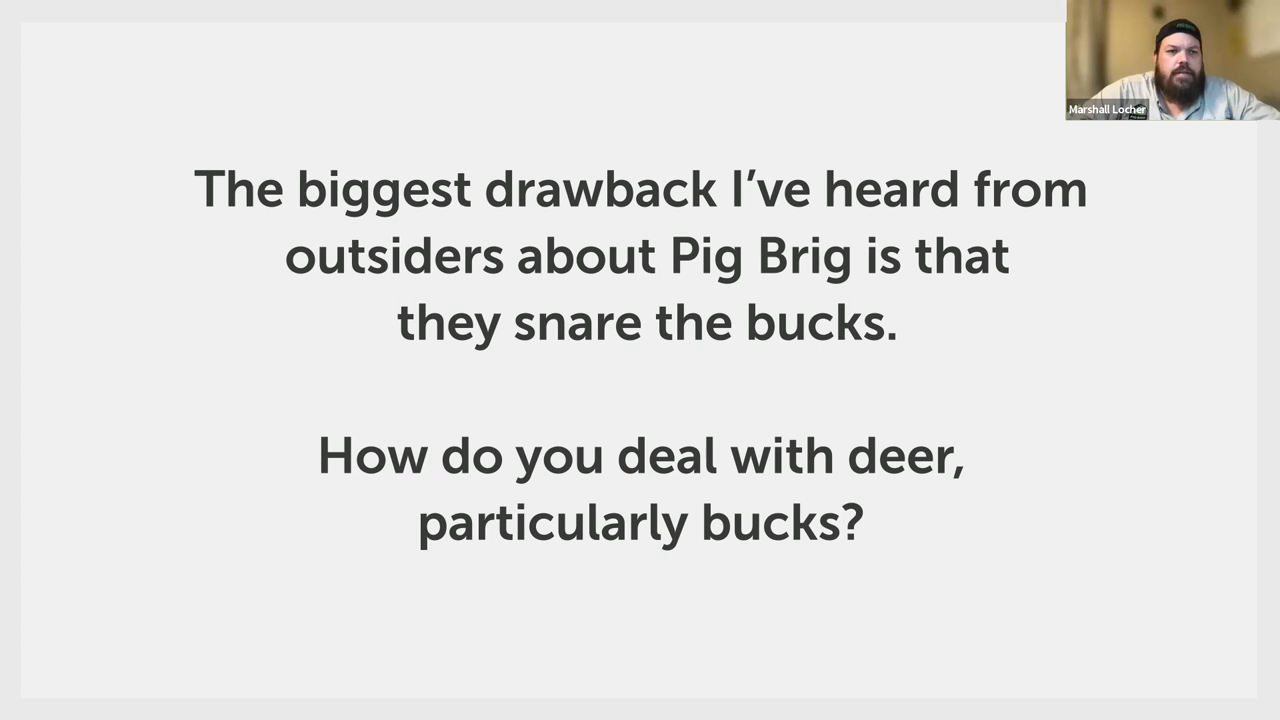 Marshall Locher
The biggest drawback I’ve heard from
outsiders about Pig Brig is that
they snare the bucks.
How do you deal with deer,
particularly bucks?